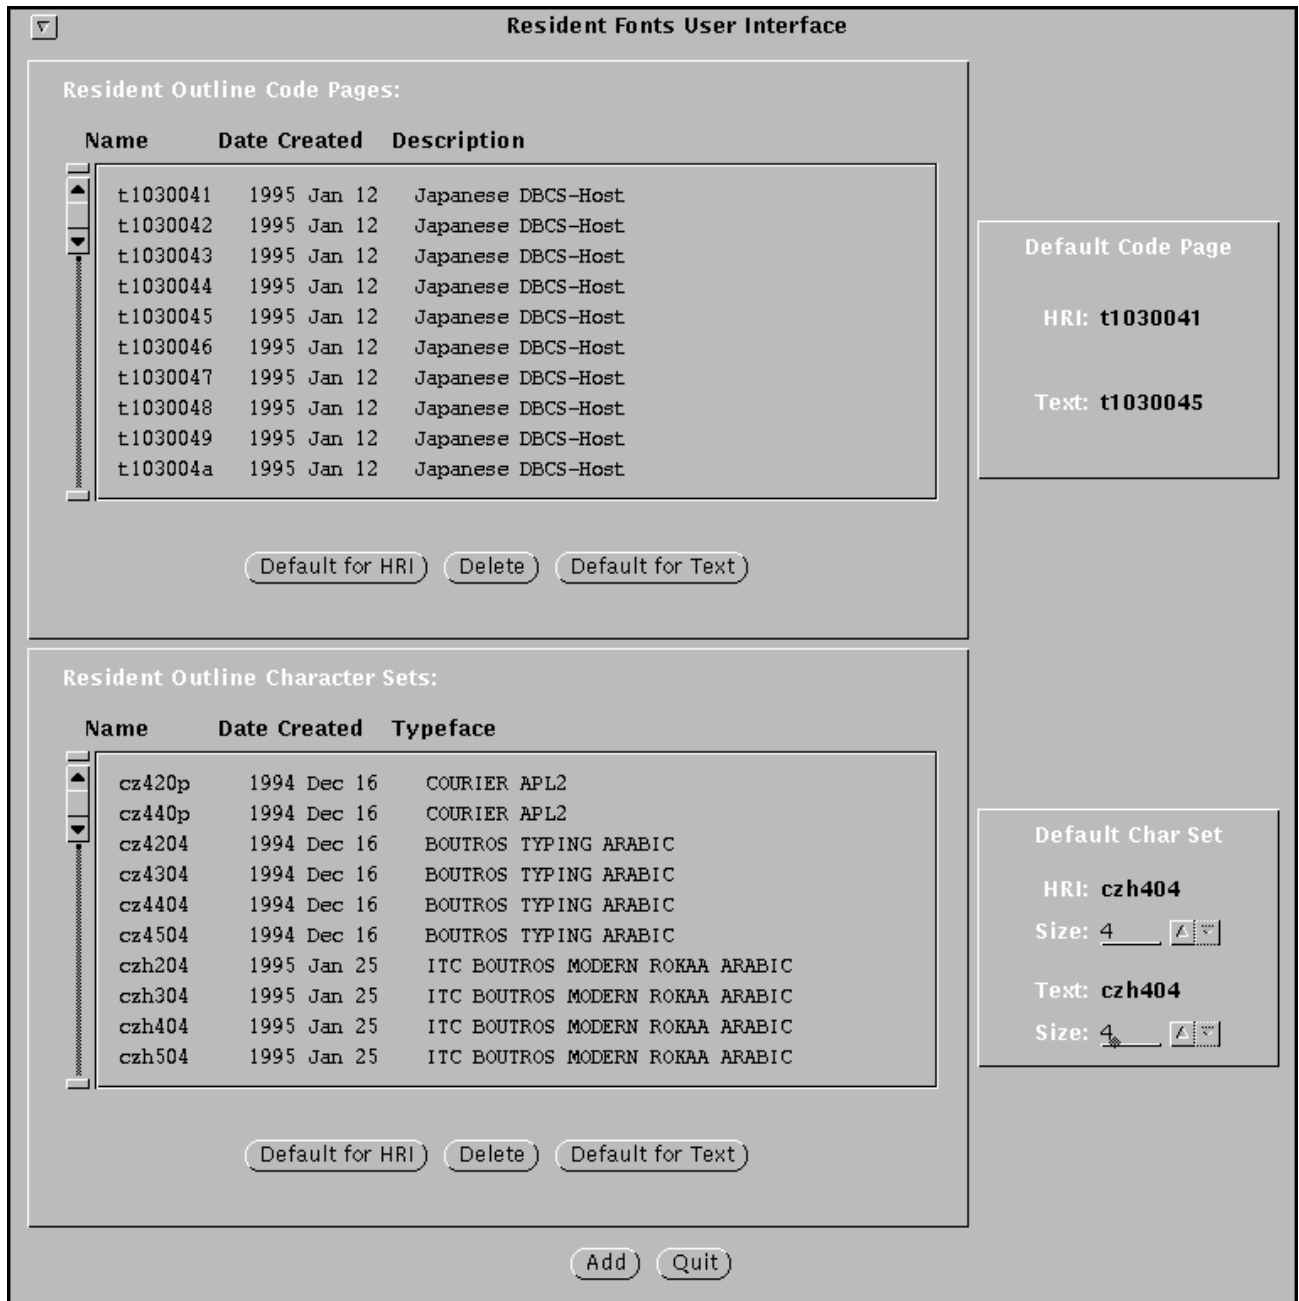 Resident Fonts User Interface
Resident Outline Code Pages:
Name Date Created Description
t1030041 1995 Jan 12 Japanese DBCS-Host
t1030042 1995 Jan 12 Japanese DBCS-Host
t1030043 1995 Jan 12 Japanese DBCS-Host
t1030044 1995 Jan 12 Japanese DBCS-Host
t1030045 1995 Jan 12 Japanese DBCS-Host
t1030046 1995 Jan 12 Japanese DBCS-Host
t1030047 1995 Jan 12 Japanese DBCS-Host
t1030048 1995 Jan 12 Japanese DBCS-Host
t1030049 1995 Jan 12 Japanese DBCS-Host
t103004a 1995 Jan 12 Japanese DBCS-Host
Default for HRI Delete Default for Text
Default Code Page
HRI: t1030041
Text: t1030045
Resident Outline Character Sets:
Name Date Created Typeface
cz420p 1994 Dec 16 COURIER APL2
cz440p 1994 Dec 16 COURIER APL2
cz4204 1994 Dec 16 BOUTROS TYPING ARABIC
cz4304 1994 Dec 16 BOUTROS TYPING ARABIC
cz4404 1994 Dec 16 BOUTROS TYPING ARABIC
cz4504 1994 Dec 16 BOUTROS TYPING ARABIC
czh204 1995 Jan 25 ITC BOUTROS MODERN ROKAA ARABIC
czh304 1995 Jan 25 ITC BOUTROS MODERN ROKAA ARABIC
czh404 1995 Jan 25 ITC BOUTROS MODERN ROKAA ARABIC
czh504 1995 Jan 25 ITC BOUTROS MODERN ROKAA ARABIC
Default for HRI Delete Default for Text
Default Char Set
HRI: czh404
Size: 4
Text: czh404
Size: 4
Add Quit